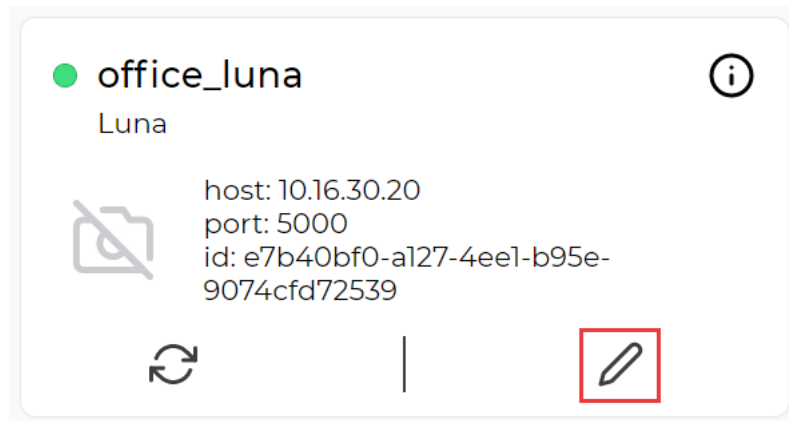 office_luna
Luna
host: 10.16.30.20
port: 5000
id: e7b40bf0-a127-4ee1-b95e-
9074cfd72539